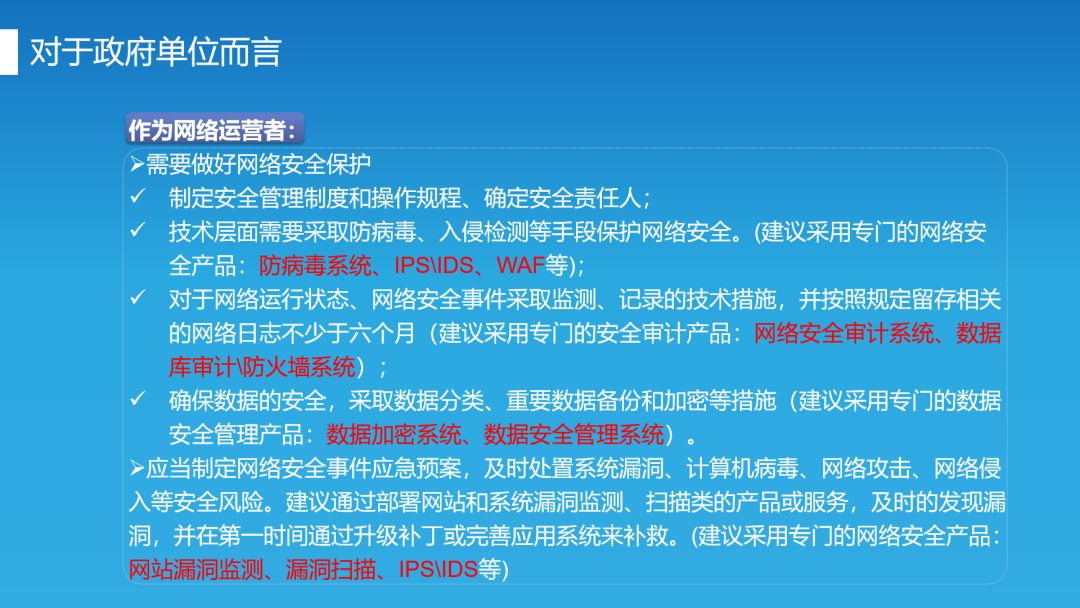 对于政府单位而言
作为网络运营者：
➢需要做好网络安全保护
✓ 制定安全管理制度和操作规程、确定安全责任人；
✓ 技术层面需要采取防病毒、入侵检测等手段保护网络安全。(建议采用专门的网络安
全产品：防病毒系统、IPS\IDS、WAF等)；
✓ 对于网络运行状态、网络安全事件采取监测、记录的技术措施，并按照规定留存相关
的网络日志不少于六个月（建议采用专门的安全审计产品：网络安全审计系统、数据
库审计\防火墙系统）；
✓ 确保数据的安全，采取数据分类、重要数据备份和加密等措施（建议采用专门的数据
安全管理产品：数据加密系统、数据安全管理系统）。
➢应当制定网络安全事件应急预案，及时处置系统漏洞、计算机病毒、网络攻击、网络侵
入等安全风险。建议通过部署网站和系统漏洞监测、扫描类的产品或服务，及时的发现漏
洞，并在第一时间通过升级补丁或完善应用系统来补救。(建议采用专门的网络安全产品：
网站漏洞监测、漏洞扫描、IPS\IDS等)